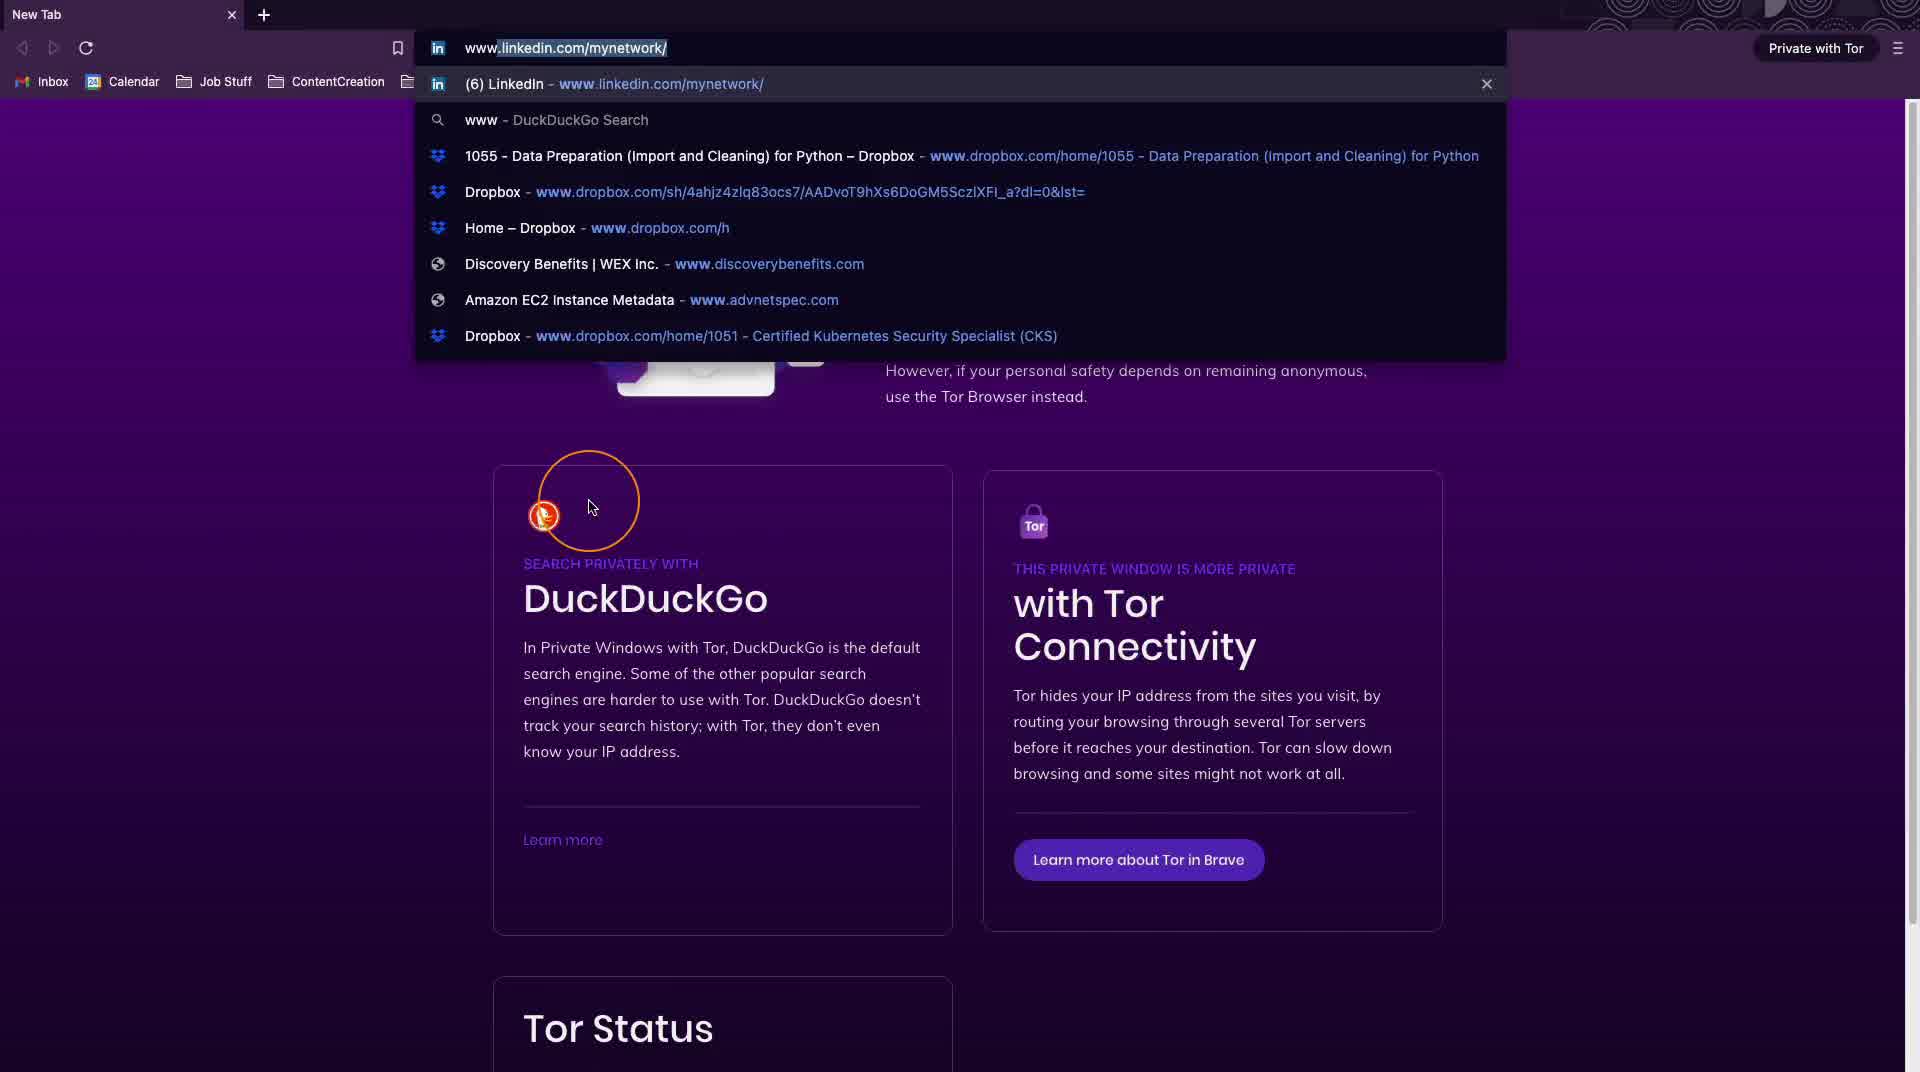 New Tab
www.linkedin.com/mynetwork/
Private with Tor
Inbox
24
Calendar
Job Stuff
ContentCreation
(6) LinkedIn - www.linkedin.com/mynetwork/
www - DuckDuckGo Search
1055 - Data Preparation (Import and Cleaning) for Python – Dropbox - www.dropbox.com/home/1055 - Data Preparation (Import and Cleaning) for Python
Dropbox - www.dropbox.com/sh/4ahjz4zlq83ocs7/AADvoT9hXs6DoGM5SczlXFI_a?dl=0&lst=
Home – Dropbox - www.dropbox.com/h
Discovery Benefits | WEX Inc. - www.discoverybenefits.com
Amazon EC2 Instance Metadata - www.advnetspec.com
Dropbox - www.dropbox.com/home/1051 - Certified Kubernetes Security Specialist (CKS)
However, if your personal safety depends on remaining anonymous,
use the Tor Browser instead.
SEARCH PRIVATELY WITH
DuckDuckGo
In Private Windows with Tor, DuckDuckGo is the default
search engine. Some of the other popular search
engines are harder to use with Tor. DuckDuckGo doesn't
track your search history; with Tor, they don't even
know your IP address.
Learn more
Tor
THIS PRIVATE WINDOW IS MORE PRIVATE
with Tor
Connectivity
Tor hides your IP address from the sites you visit, by
routing your browsing through several Tor servers
before it reaches your destination. Tor can slow down
browsing and some sites might not work at all.
Learn more about Tor in Brave
Tor Status